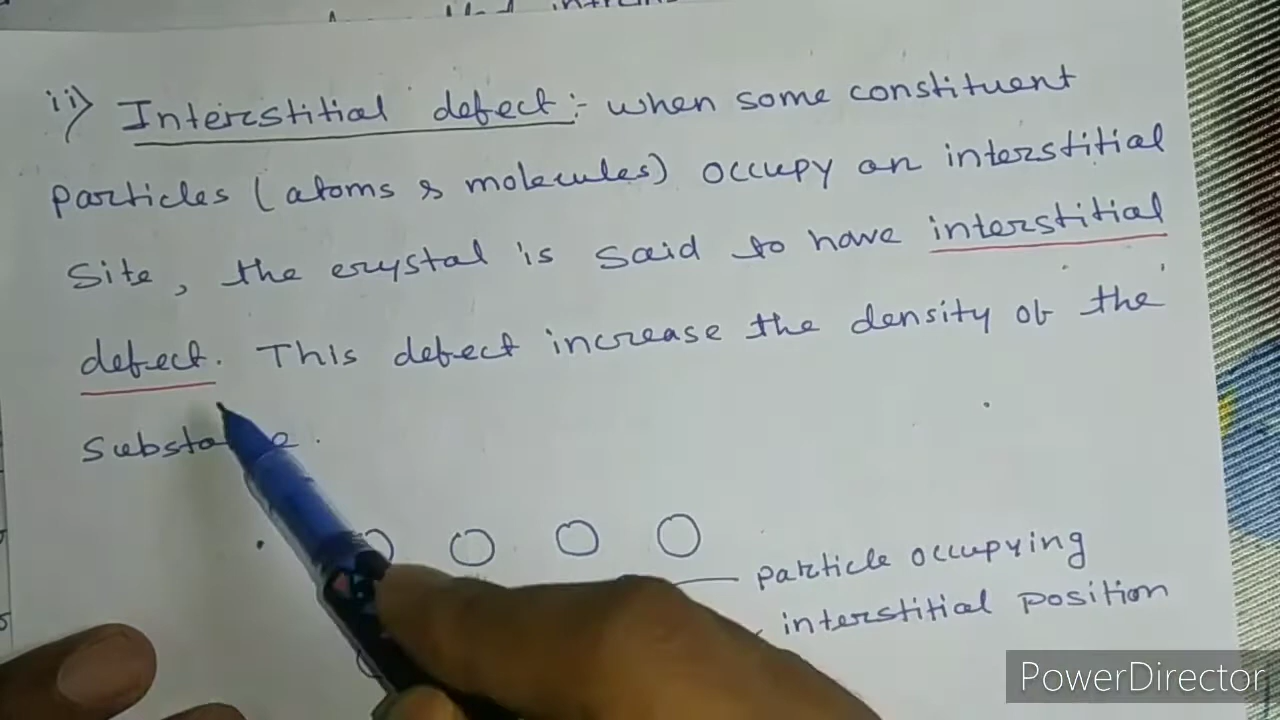 ii) Interstitial defect :- when some constituent
particles (atoms & molecules) occupy an interstitial
site, the crystal is said to have interstitial
defect. This defect increase the density of the
particle occupying
interstitial position
PowerDirector